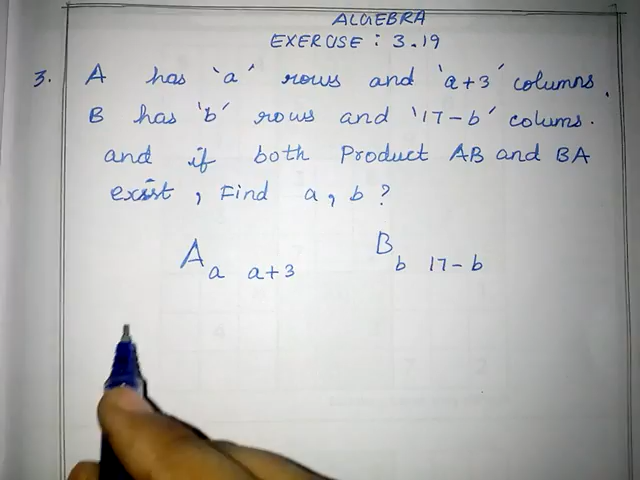 ALGEBRA
EXERCISE : 3.19
3. A has 'a' rows and 'a+3' columns.
B has 'b' rows and '17-b' colums.
and if both Product AB and BA
exist, Find a, b ?
A a a+3 B b 17-b